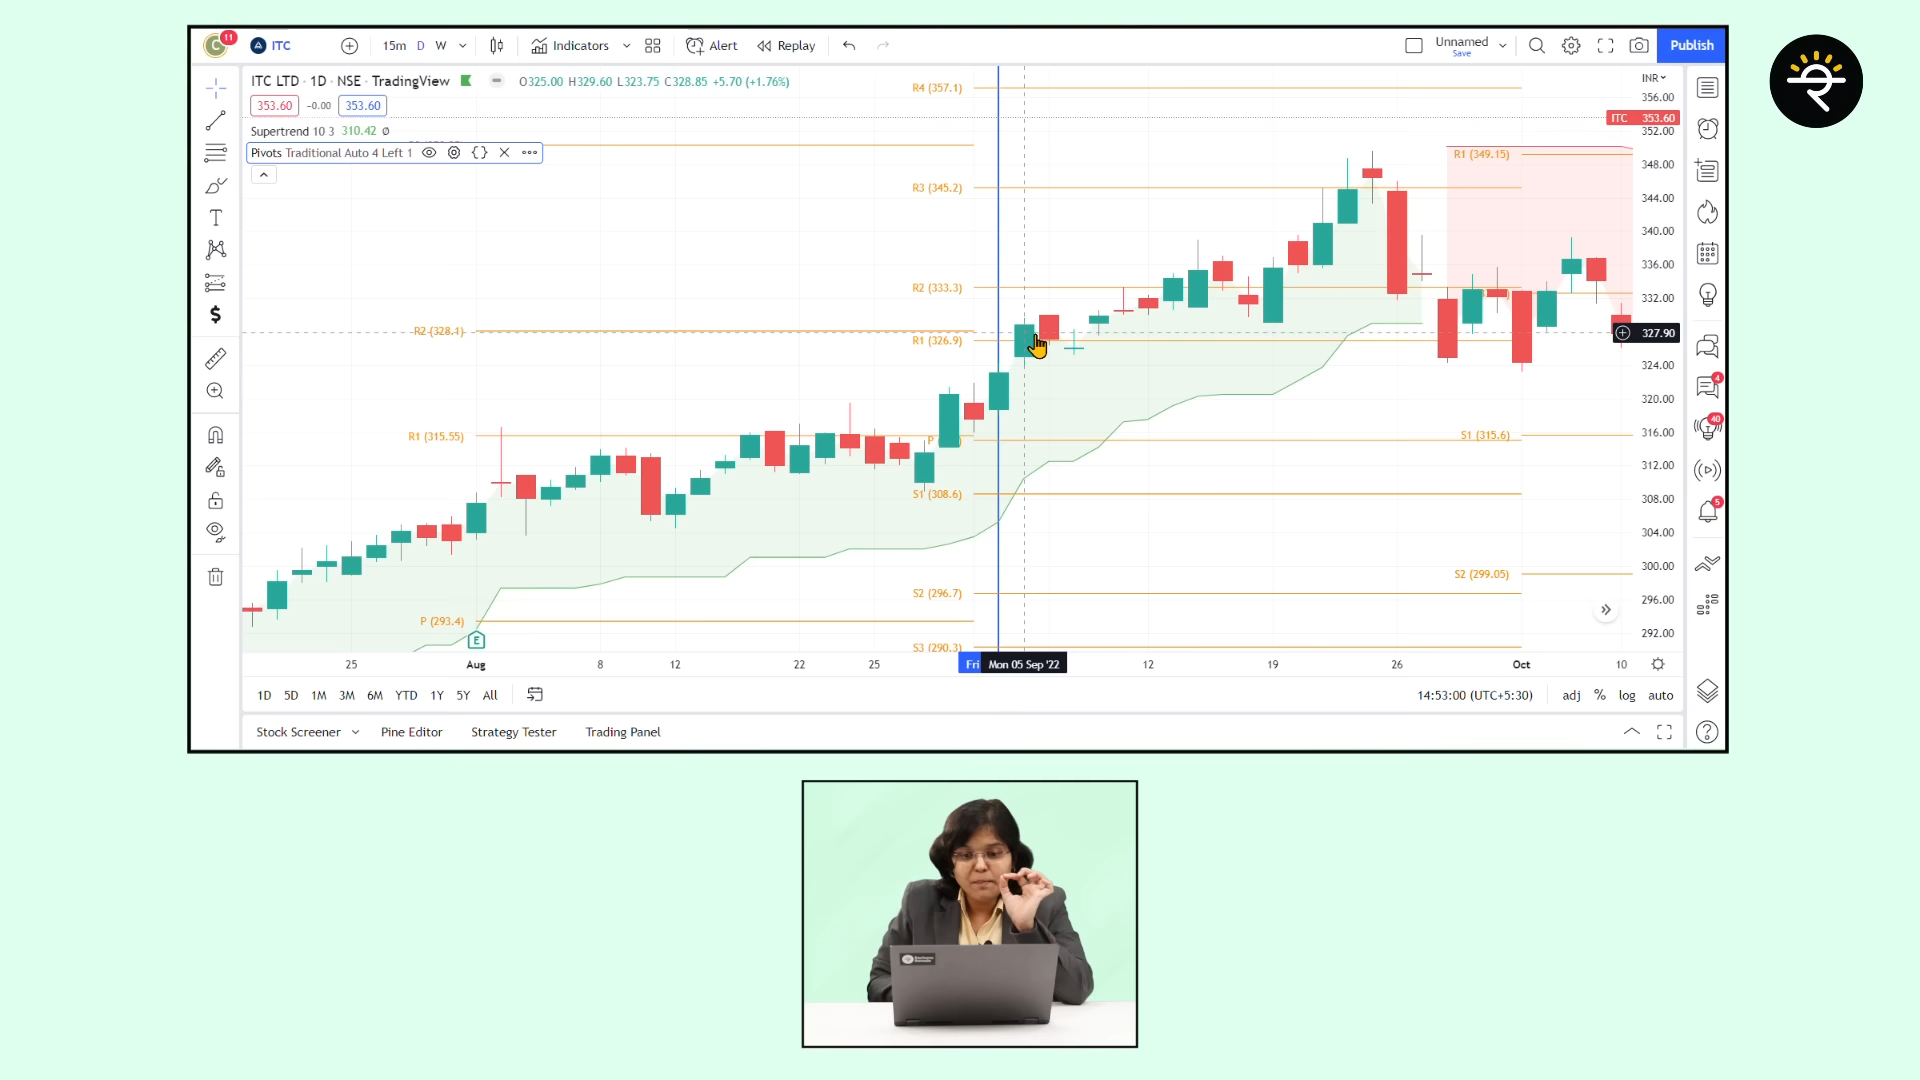 C 11 ITC 15m D W Indicators Alert Replay Unnamed Save Publish
ITC LTD · 1D · NSE · TradingView O325.00 H329.60 L323.75 C328.85 +5.70 (+1.76%) INR
353.60 -0.00 353.60
Supertrend 10 3 310.42 Ø
Pivots Traditional Auto 4 Left 1
R4 (357.1)
R3 (345.2)
R2 (333.3)
R2 (328.1)
R1 (326.9)
R1 (315.55)
P
S1 (308.6)
S2 (296.7)
P (293.4)
S3 (290.3)
E
R1 (349.15)
S1 (315.6)
S2 (299.05)
356.00
ITC 353.60
352.00
348.00
344.00
340.00
336.00
332.00
327.90
324.00
320.00
316.00
312.00
308.00
304.00
300.00
296.00
292.00
4
40
5
25 Aug 8 12 22 25 Fri Mon 05 Sep '22 12 19 26 Oct 10
1D 5D 1M 3M 6M YTD 1Y 5Y All 14:53:00 (UTC+5:30) adj % log auto
Stock Screener Pine Editor Strategy Tester Trading Panel